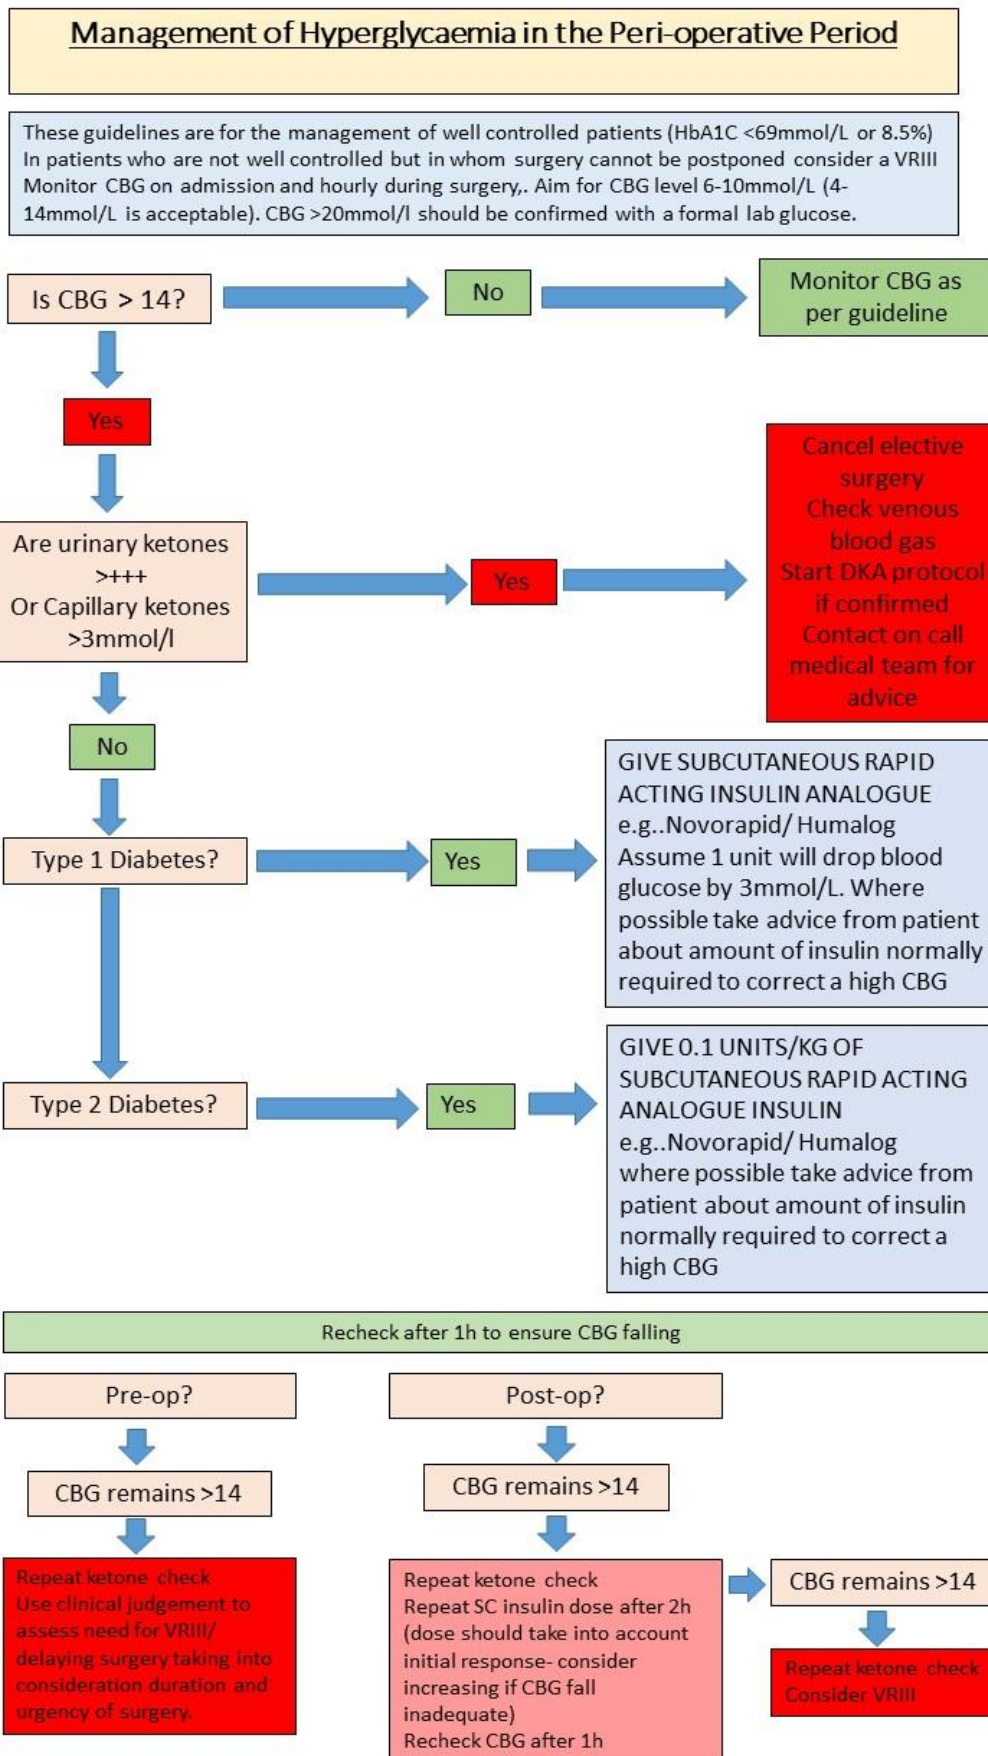 Management of Hyperglycaemia in the Peri-operative Period
These guidelines are for the management of well controlled patients (HbA1C <69mmol/L or 8.5%)
In patients who are not well controlled but in whom surgery cannot be postponed consider a VRIII
Monitor CBG on admission and hourly during surgery,. Aim for CBG level 6-10mmol/L (4-
14mmol/L is acceptable). CBG >20mmol/l should be confirmed with a formal lab glucose.
Is CBG > 14?
No
Monitor CBG as
per guideline
Yes
Are urinary ketones
>+++
Or Capillary ketones
>3mmol/l
Yes
Cancel elective
surgery
Check venous
blood gas
Start DKA protocol
if confirmed
Contact on call
medical team for
advice
No
Type 1 Diabetes?
Yes
GIVE SUBCUTANEOUS RAPID
ACTING INSULIN ANALOGUE
e.g..Novorapid/ Humalog
Assume 1 unit will drop blood
glucose by 3mmol/L. Where
possible take advice from patient
about amount of insulin normally
required to correct a high CBG
Type 2 Diabetes?
Yes
GIVE 0.1 UNITS/KG OF
SUBCUTANEOUS RAPID ACTING
ANALOGUE INSULIN
e.g..Novorapid/ Humalog
where possible take advice from
patient about amount of insulin
normally required to correct a
high CBG
Recheck after 1h to ensure CBG falling
Pre-op?
CBG remains >14
Repeat ketone check
Use clinical judgement to
assess need for VRIII/
delaying surgery taking into
consideration duration and
urgency of surgery.
Post-op?
CBG remains >14
Repeat ketone check
Repeat SC insulin dose after 2h
(dose should take into account
initial response- consider
increasing if CBG fall
inadequate)
Recheck CBG after 1h
CBG remains >14
Repeat ketone check
Consider VRIII